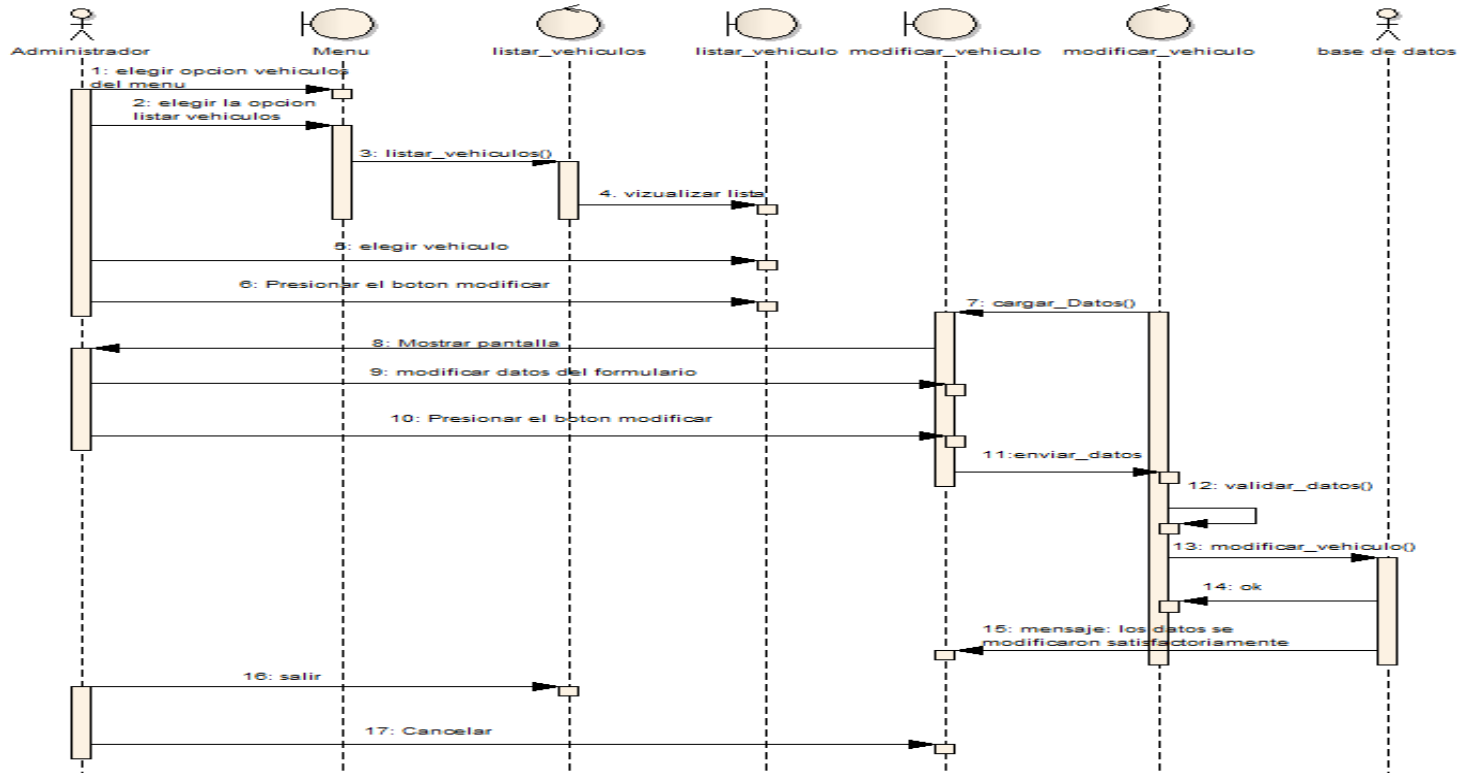 Administrador
Menu
listar_vehiculos
listar_vehiculo
modificar_vehiculo
modificar_vehiculo
base de datos
1: elegir opcion vehiculos
del menu
2: elegir la opcion
listar vehiculos
3: listar_vehiculos()
4. vizualizar lista
5: elegir vehiculo
6: Presionar el boton modificar
7: cargar_Datos()
8: Mostrar pantalla
9: modificar datos del formulario
10: Presionar el boton modificar
11:enviar_datos
12: validar_datos()
13: modificar_vehiculo()
14: ok
15: mensaje: los datos se
modificaron satisfactoriamente
16: salir
17: Cancelar